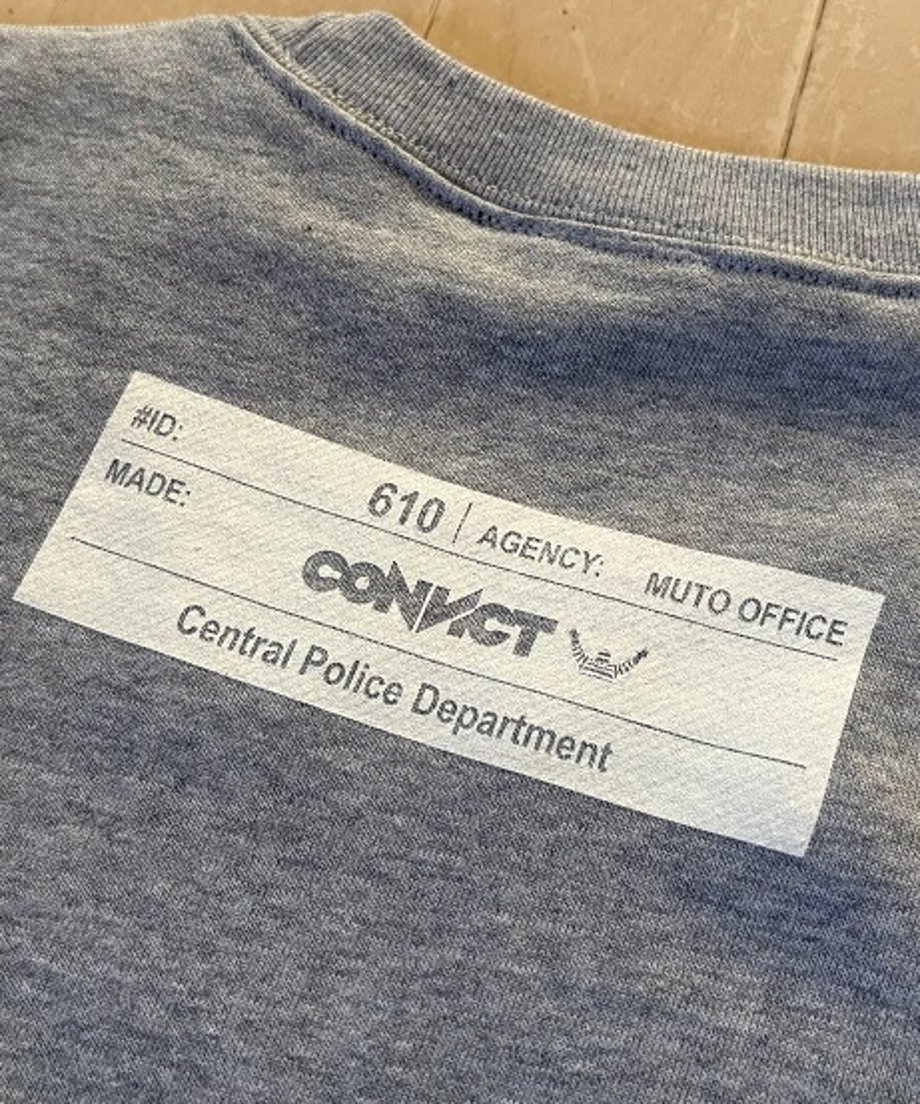 #ID: 610 | AGENCY: MUTO OFFICE
MADE: CONVICT
Central Police Department